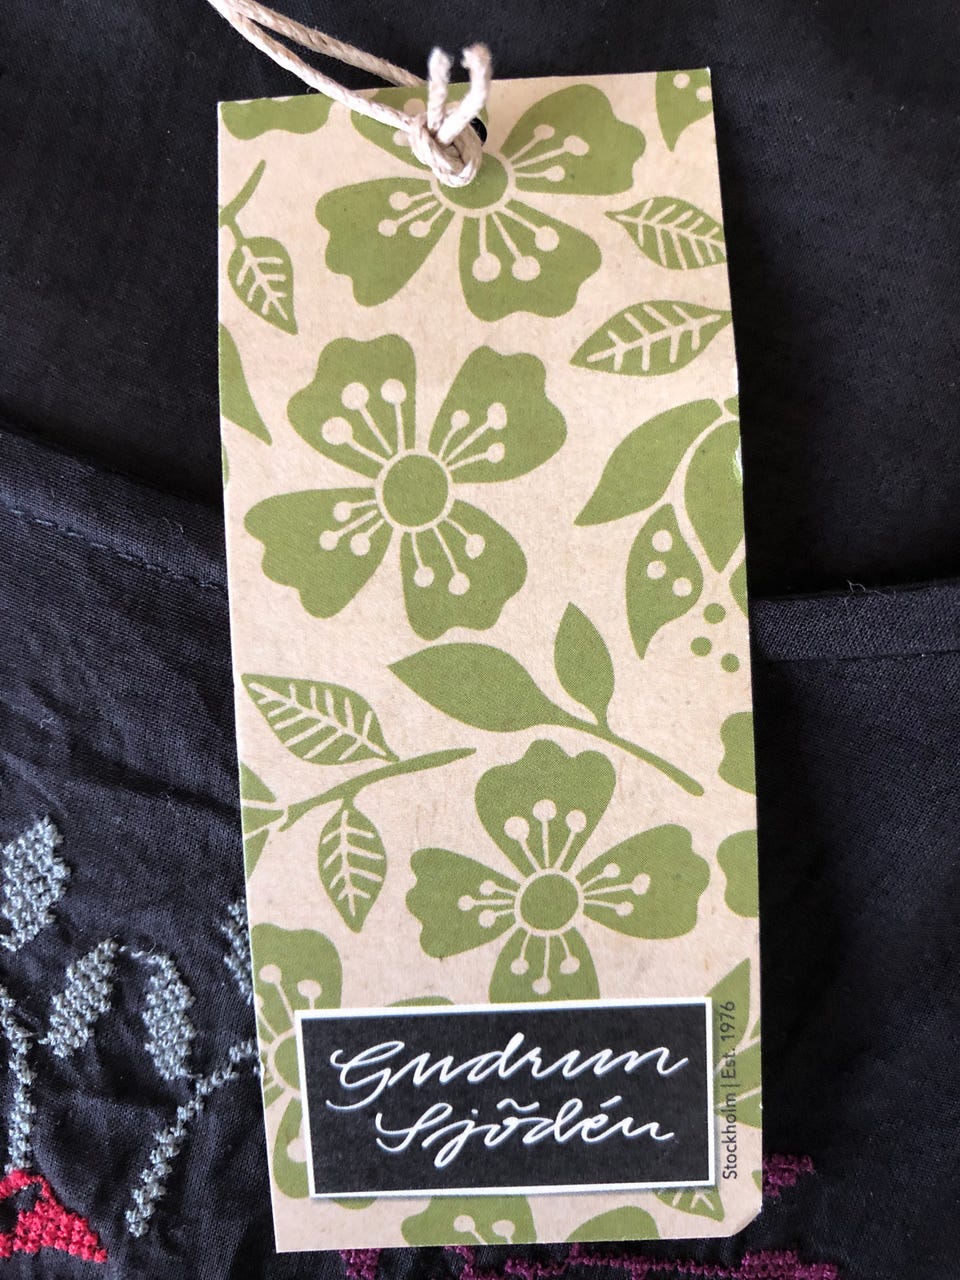 Gudrun
Sjödén
Stockholm | Est. 1976